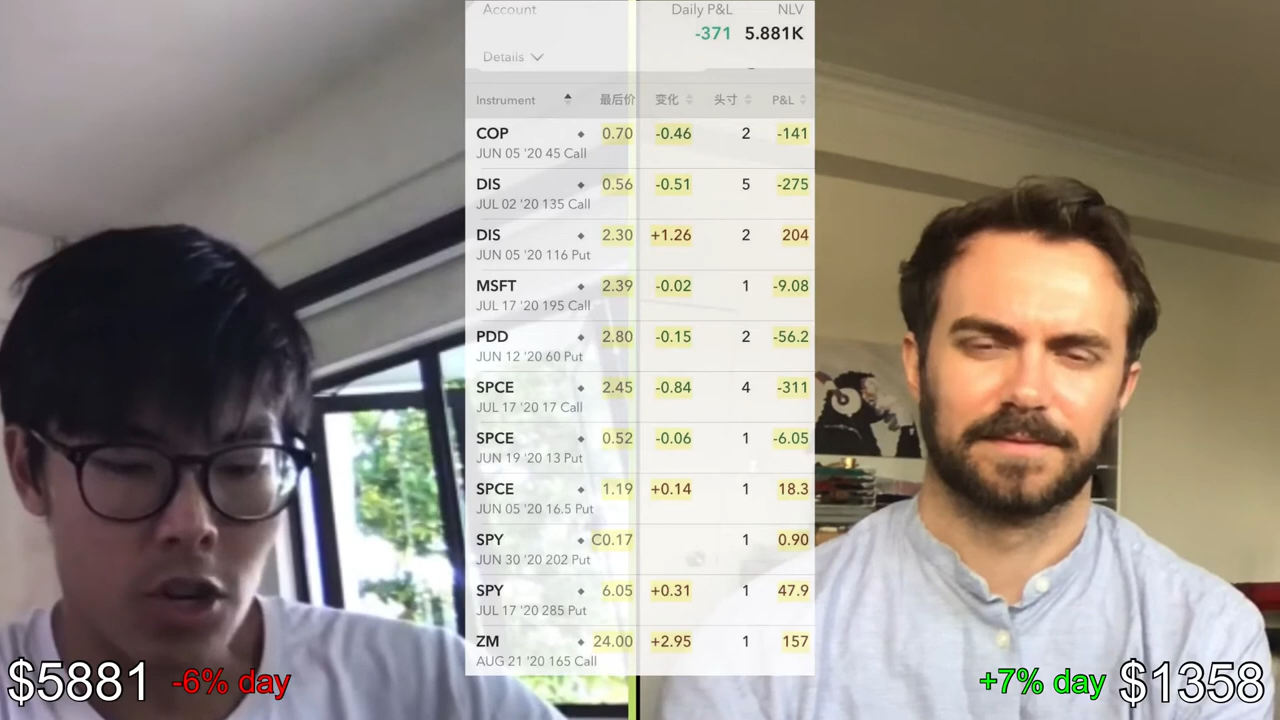 Account Daily P&L NLV
-371 5.881K
Details
Instrument 最后价 变化 头寸 P&L
COP 0.70 -0.46 2 -141
JUN 05 '20 45 Call
DIS 0.56 -0.51 5 -275
JUL 02 '20 135 Call
DIS 2.30 +1.26 2 204
JUN 05 '20 116 Put
MSFT 2.39 -0.02 1 -9.08
JUL 17 '20 195 Call
PDD 2.80 -0.15 2 -56.2
JUN 12 '20 60 Put
SPCE 2.45 -0.84 4 -311
JUL 17 '20 17 Call
SPCE 0.52 -0.06 1 -6.05
JUN 19 '20 13 Put
SPCE 1.19 +0.14 1 18.3
JUN 05 '20 16.5 Put
SPY C0.17 1 0.90
JUN 30 '20 202 Put
SPY 6.05 +0.31 1 47.9
JUL 17 '20 285 Put
ZM 24.00 +2.95 1 157
AUG 21 '20 165 Call
$5881 -6% day +7% day $1358